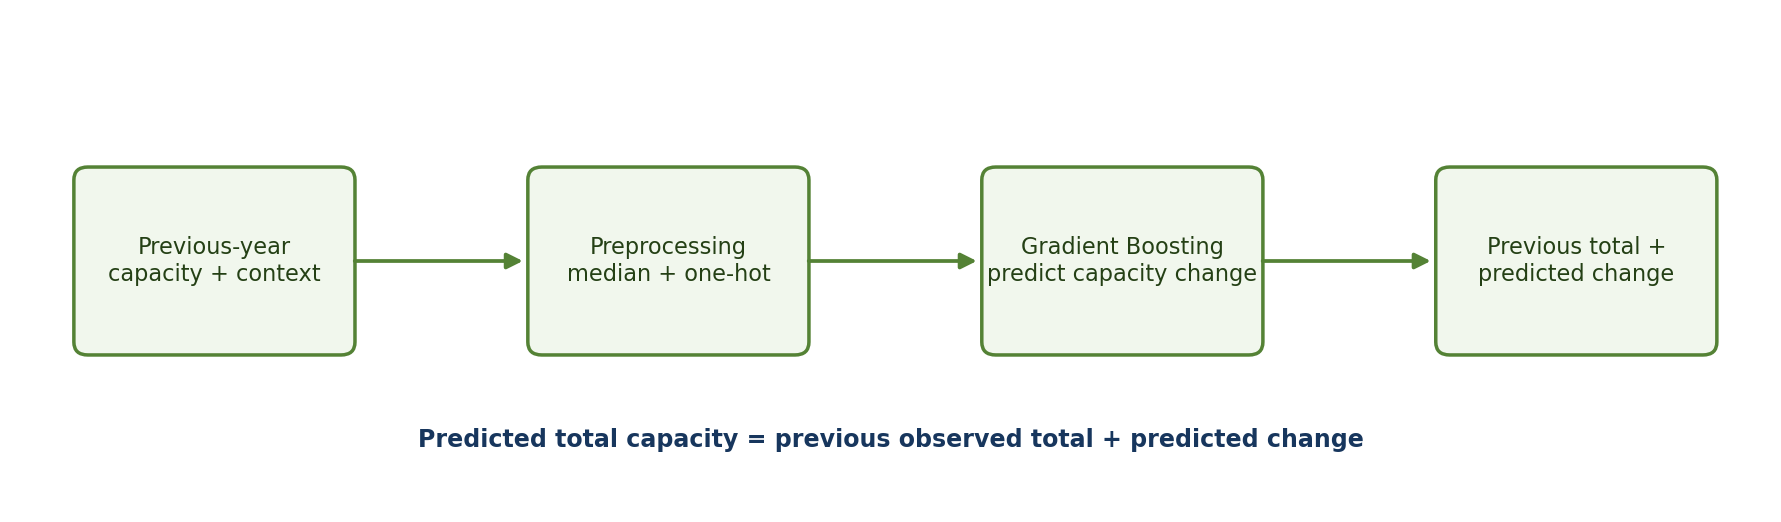 Previous-year
capacity + context
Preprocessing
median + one-hot
Gradient Boosting
predict capacity change
Previous total +
predicted change
Predicted total capacity = previous observed total + predicted change